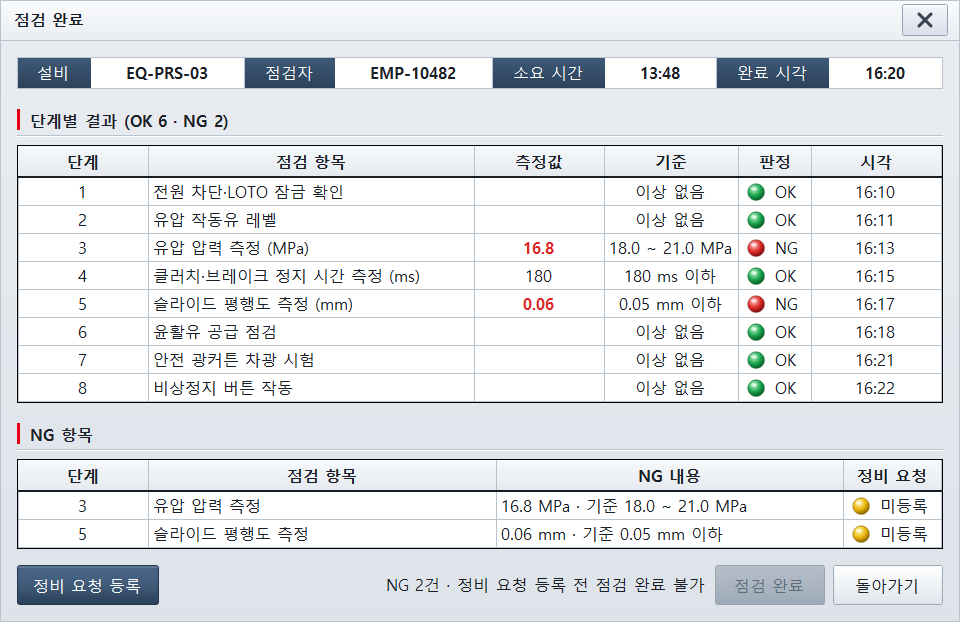 점검 완료
설비 EQ-PRS-03 점검자 EMP-10482 소요 시간 13:48 완료 시각 16:20
단계별 결과 (OK 6 · NG 2)
단계 점검 항목 측정값 기준 판정 시각
1 전원 차단·LOTO 잠금 확인 이상 없음 OK 16:10
2 유압 작동유 레벨 이상 없음 OK 16:11
3 유압 압력 측정 (MPa) 16.8 18.0 ~ 21.0 MPa NG 16:13
4 클러치·브레이크 정지 시간 측정 (ms) 180 180 ms 이하 OK 16:15
5 슬라이드 평행도 측정 (mm) 0.06 0.05 mm 이하 NG 16:17
6 윤활유 공급 점검 이상 없음 OK 16:18
7 안전 광커튼 차광 시험 이상 없음 OK 16:21
8 비상정지 버튼 작동 이상 없음 OK 16:22
NG 항목
단계 점검 항목 NG 내용 정비 요청
3 유압 압력 측정 16.8 MPa · 기준 18.0 ~ 21.0 MPa 미등록
5 슬라이드 평행도 측정 0.06 mm · 기준 0.05 mm 이하 미등록
정비 요청 등록 NG 2건 · 정비 요청 등록 전 점검 완료 불가 점검 완료 돌아가기